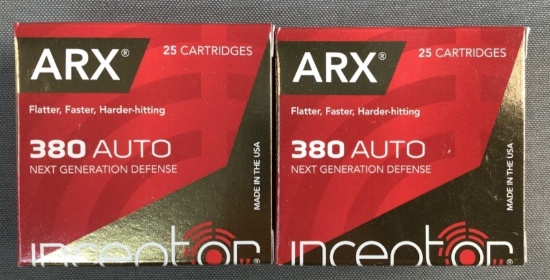 ARX®
25 CARTRIDGES
Flatter, Faster, Harder-hitting
380 AUTO
NEXT GENERATION DEFENSE
MADE IN THE USA
inceptor®
ARX®
25 CARTRIDGES
Flatter, Faster, Harder-hitting
380 AUTO
NEXT GENERATION DEFENSE
MADE IN THE USA
inceptor®